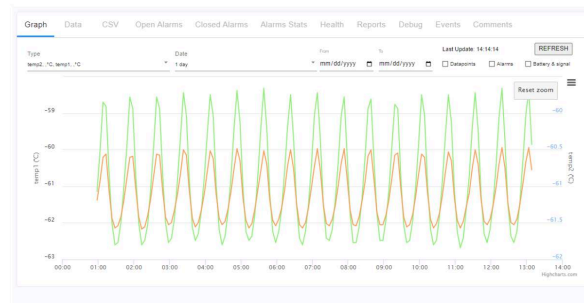 Graph Data CSV Open Alarms Closed Alarms Alarms Stats Health Reports Debug Events Comments
Type Date From To Last Update: 14:14:14 REFRESH
temp2...°C, temp1...°C 1 day mm/dd/yyyy mm/dd/yyyy Datapoints Alarms Battery & signal
Reset zoom
-59 -60
-60 -60.5
-61 -61
-62 -61.5
-63 -62
temp1 (°C)
temp2 (°C)
00:00 01:00 02:00 03:00 04:00 05:00 06:00 07:00 08:00 09:00 10:00 11:00 12:00 13:00 14:00
Highcharts.com